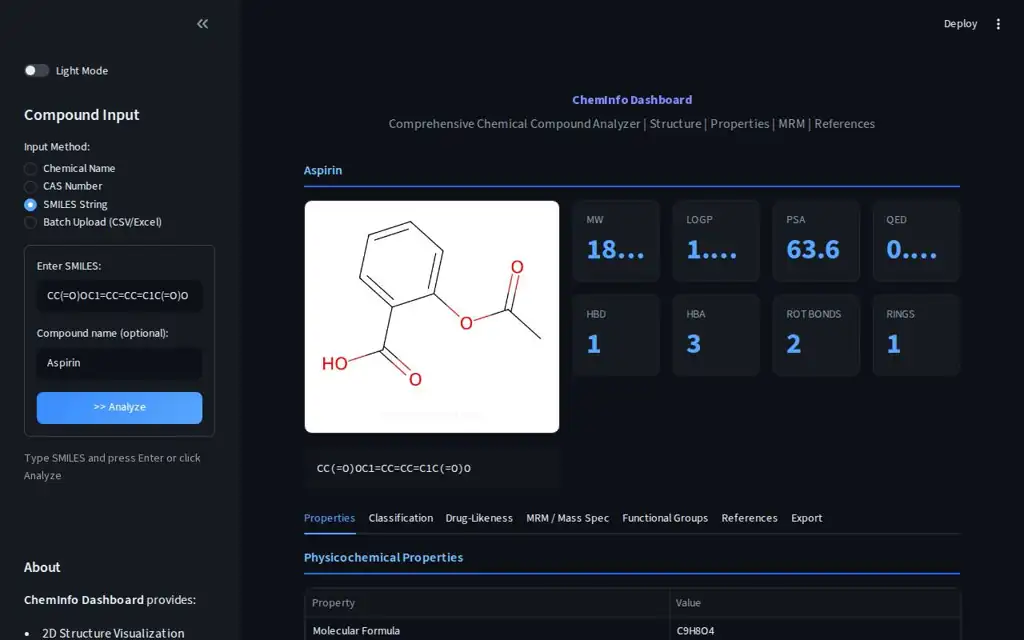 Deploy
Light Mode
Compound Input
Input Method:
Chemical Name
CAS Number
SMILES String
Batch Upload (CSV/Excel)
Enter SMILES:
CC(=O)OC1=CC=CC=C1C(=O)O
Compound name (optional):
Aspirin
>> Analyze
Type SMILES and press Enter or click
Analyze
About
ChemInfo Dashboard provides:
• 2D Structure Visualization
ChemInfo Dashboard
Comprehensive Chemical Compound Analyzer | Structure | Properties | MRM | References
Aspirin
O
O
HO
O
MW
18...
LOGP
1....
PSA
63.6
QED
0....
HBD
1
HBA
3
ROT BONDS
2
RINGS
1
CC(=O)OC1=CC=CC=C1C(=O)O
Properties Classification Drug-Likeness MRM / Mass Spec Functional Groups References Export
Physicochemical Properties
Property Value
Molecular Formula C9H8O4